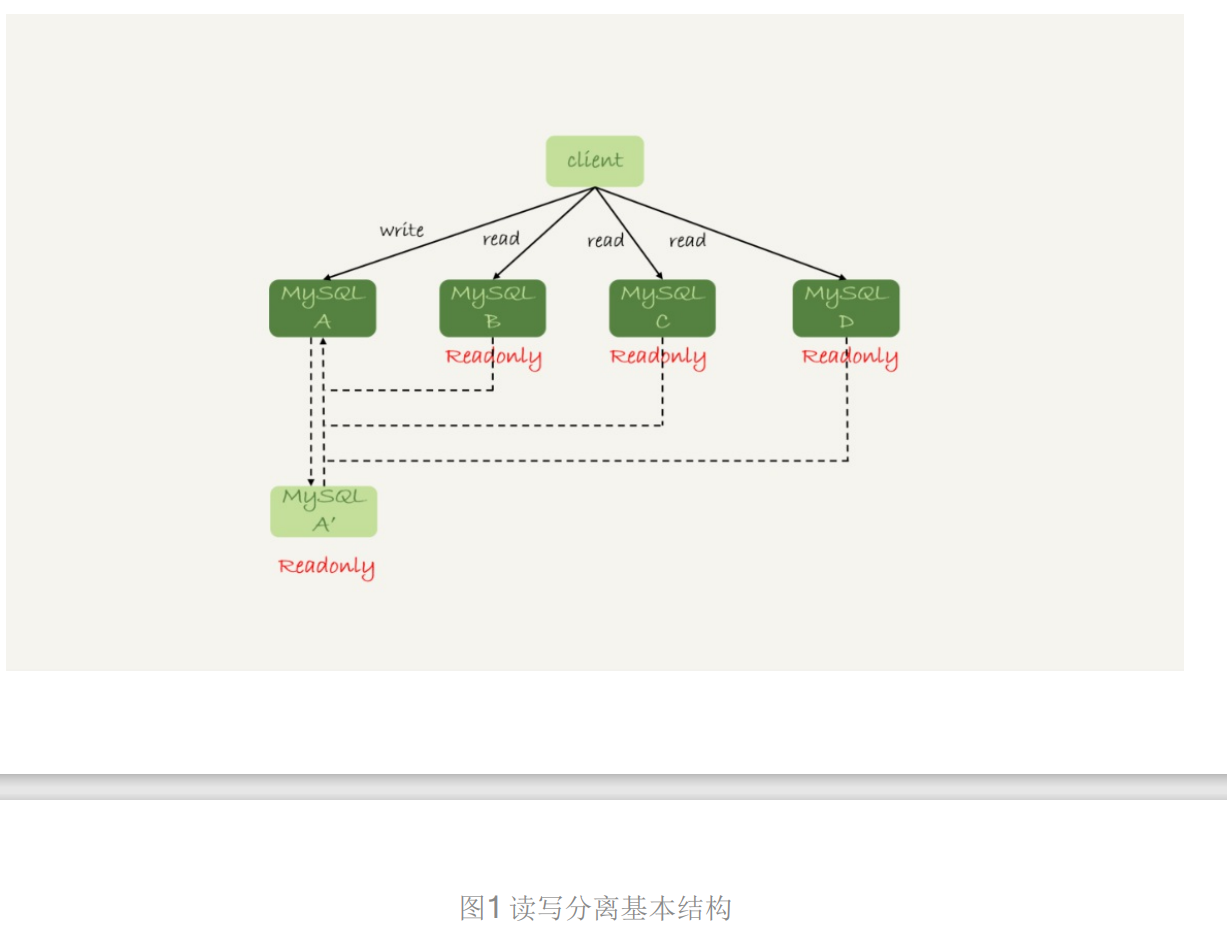 client
write
read
read
read
MySQL
A
MySQL
B
MySQL
C
MySQL
D
Readonly
Readonly
Readonly
MySQL
A'
Readonly
图1 读写分离基本结构